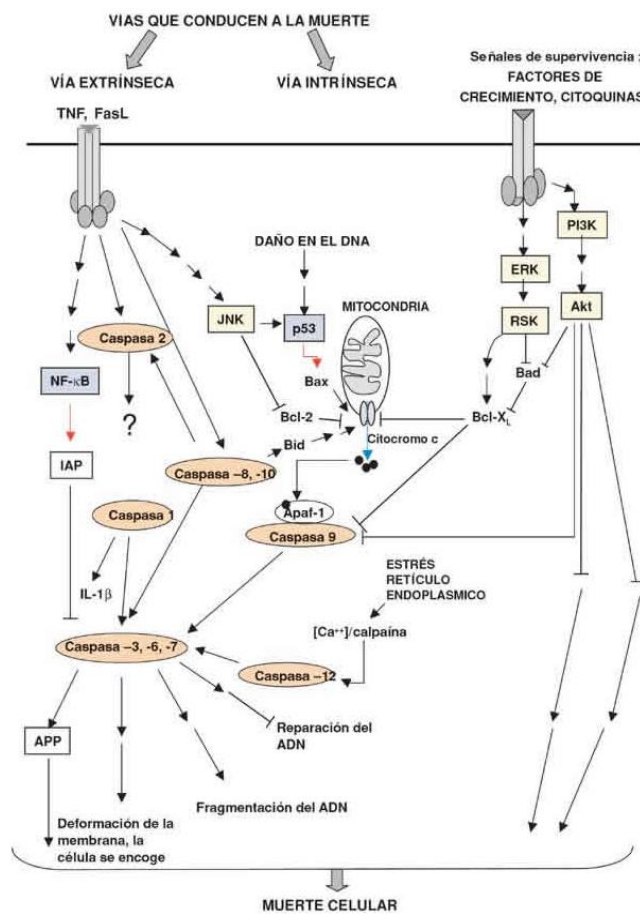 VIAS QUE CONDUCEN A LA MUERTE
VÍA EXTRÍNSECA
VÍA INTRÍNSECA
Señales de supervivencia :
FACTORES DE
CRECIMIENTO, CITOQUINAS
TNF, FasL
PI3K
DAÑO EN EL DNA
ERK
MITOCONDRIA
Akt
JNK
p53
RSK
Caspasa 2
Bax
Bad
NF-κB
?
Bcl-2
Bcl-XL
Bid
Citocromo c
IAP
Caspasa –8, -10
Apaf-1
Caspasa 1
Caspasa 9
ESTRÉS
RETÍCULO
ENDOPLASMICO
IL-1β
[Ca++]/calpaína
Caspasa –3, -6, -7
Caspasa –12
Reparación del
ADN
APP
Fragmentación del ADN
Deformación de la
membrana, la
célula se encoge
MUERTE CELULAR